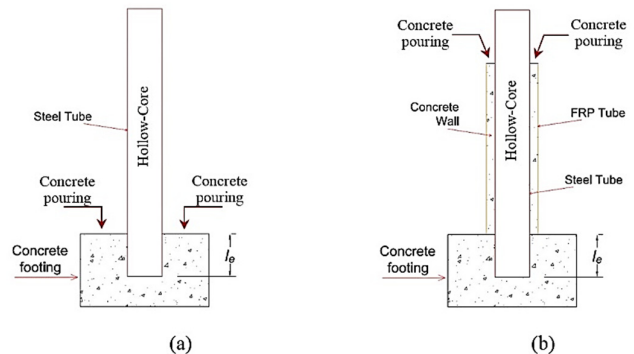 Steel Tube
Hollow-Core
Concrete
pouring
Concrete
pouring
Concrete
footing
le
(a)
Concrete
pouring
Concrete
pouring
Concrete
Wall
Hollow-Core
FRP Tube
Steel Tube
Concrete
footing
le
(b)